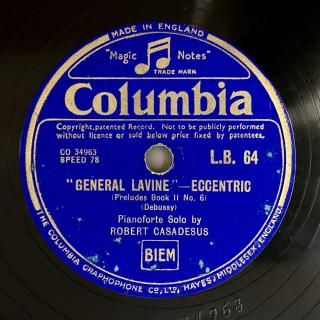 MADE IN ENGLAND
"Magic Notes"
TRADE MARK
Columbia
Copyright, patented Record. Not to be publicly performed
without licence or sold below price fixed by patentees.
CO 34963
SPEED 78
L.B. 64
"GENERAL LAVINE"—ECCENTRIC
(Preludes Book II No. 6)
(Debussy)
Pianoforte Solo by
ROBERT CASADESUS
BIEM
THE COLUMBIA GRAPHOPHONE CO., LTD., HAYES, MIDDLESEX, ENGLAND.